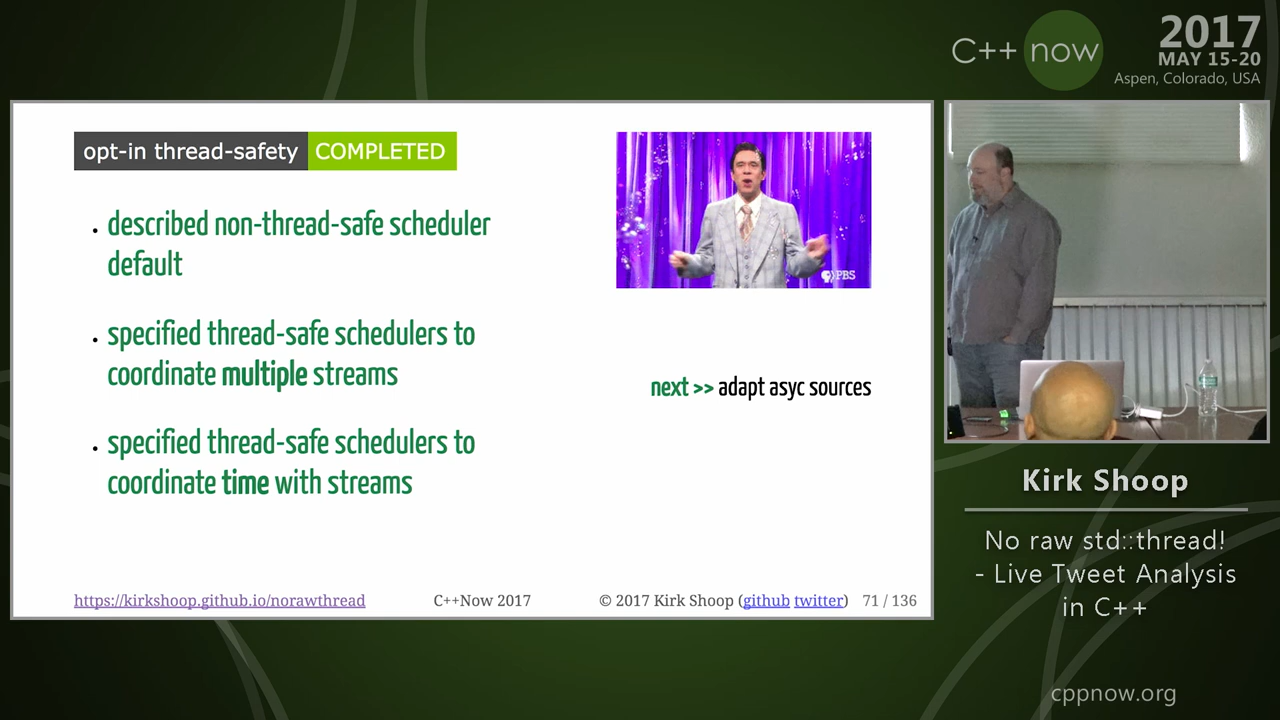 C++ now
2017
MAY 15-20
Aspen, Colorado, USA
opt-in thread-safety COMPLETED
described non-thread-safe scheduler
default
specified thread-safe schedulers to
coordinate multiple streams
specified thread-safe schedulers to
coordinate time with streams
PBS
next >> adapt asyc sources
https://kirkshoop.github.io/norawthread
C++Now 2017
© 2017 Kirk Shoop (github twitter)
71 / 136
Kirk Shoop
No raw std::thread!
- Live Tweet Analysis
in C++
cppnow.org